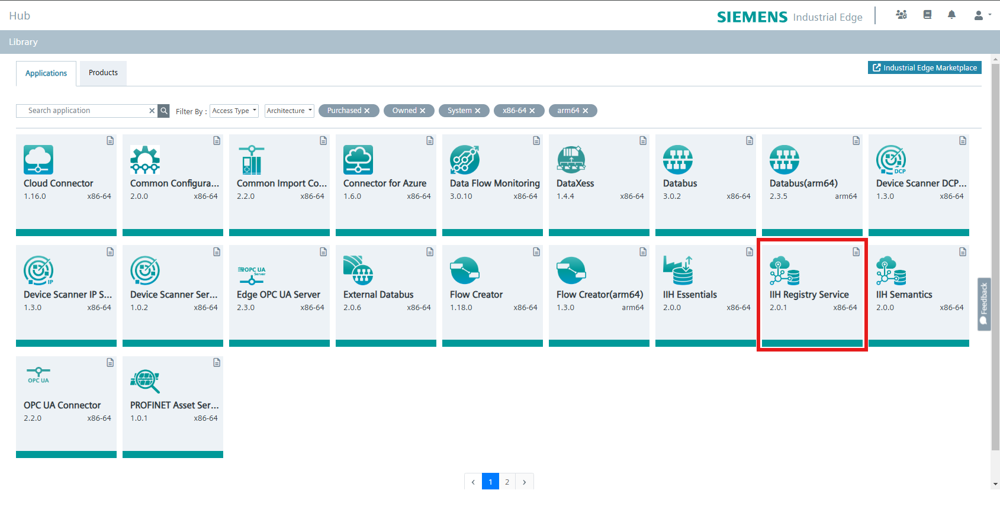 Hub
SIEMENS Industrial Edge
Library
Applications
Products
Industrial Edge Marketplace
Search application
Filter By :
Access Type
Architecture
Purchased
Owned
System
x86-64
arm64
Cloud Connector
1.16.0 x86-64
Common Configura...
2.0.0 x86-64
Common Import Co...
2.2.0 x86-64
Connector for Azure
1.6.0 x86-64
Data Flow Monitoring
3.0.10 x86-64
DataXess
1.4.4 x86-64
Databus
3.0.2 x86-64
Databus(arm64)
2.3.5 arm64
DCP
Device Scanner DCP...
1.3.0 x86-64
IP
Device Scanner IP S...
1.3.0 x86-64
Device Scanner Ser...
1.0.2 x86-64
OPC UA
Server
Edge OPC UA Server
2.3.0 x86-64
External Databus
2.0.6 x86-64
Flow Creator
1.18.0 x86-64
Flow Creator(arm64)
1.3.0 arm64
IIH Essentials
2.0.0 x86-64
IIH Registry Service
2.0.1 x86-64
IIH Semantics
2.0.0 x86-64
Feedback
OPC UA
OPC UA Connector
2.2.0 x86-64
PROFINET Asset Ser...
1.0.1 x86-64
‹ 1 2 ›